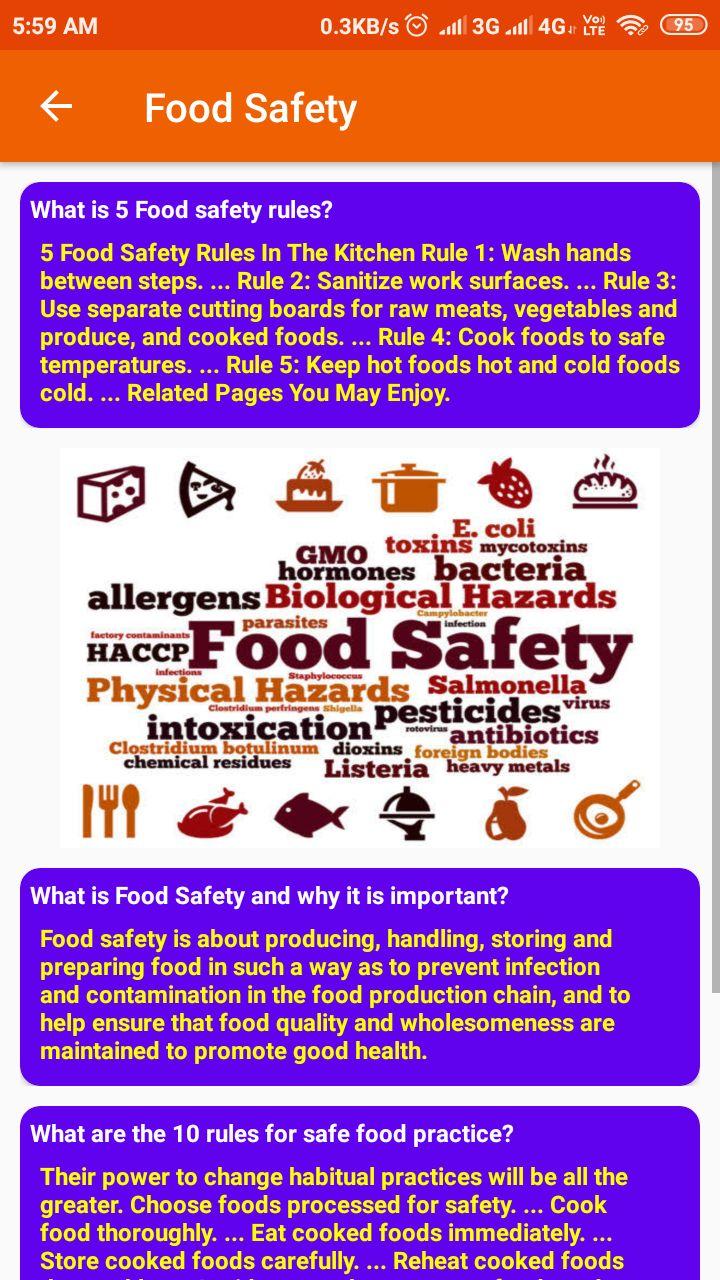 5:59 AM 0.3KB/s 3G 4G Vo) LTE 95
Food Safety
What is 5 Food safety rules?
5 Food Safety Rules In The Kitchen Rule 1: Wash hands
between steps. ... Rule 2: Sanitize work surfaces. ... Rule 3:
Use separate cutting boards for raw meats, vegetables and
produce, and cooked foods. ... Rule 4: Cook foods to safe
temperatures. ... Rule 5: Keep hot foods hot and cold foods
cold. ... Related Pages You May Enjoy.
E. coli
toxins mycotoxins
GMO
hormones bacteria
allergens Biological Hazards
Campylobacter
parasites infection
factory contaminants
HACCP Food Safety
infections
Staphylococcus
Physical Hazards Salmonella
Clostridium perfringens Shigella pesticides virus
intoxication rotovirus antibiotics
Clostridium botulinum dioxins foreign bodies
chemical residues Listeria heavy metals
What is Food Safety and why it is important?
Food safety is about producing, handling, storing and
preparing food in such a way as to prevent infection
and contamination in the food production chain, and to
help ensure that food quality and wholesomeness are
maintained to promote good health.
What are the 10 rules for safe food practice?
Their power to change habitual practices will be all the
greater. Choose foods processed for safety. ... Cook
food thoroughly. ... Eat cooked foods immediately. ...
Store cooked foods carefully. ... Reheat cooked foods